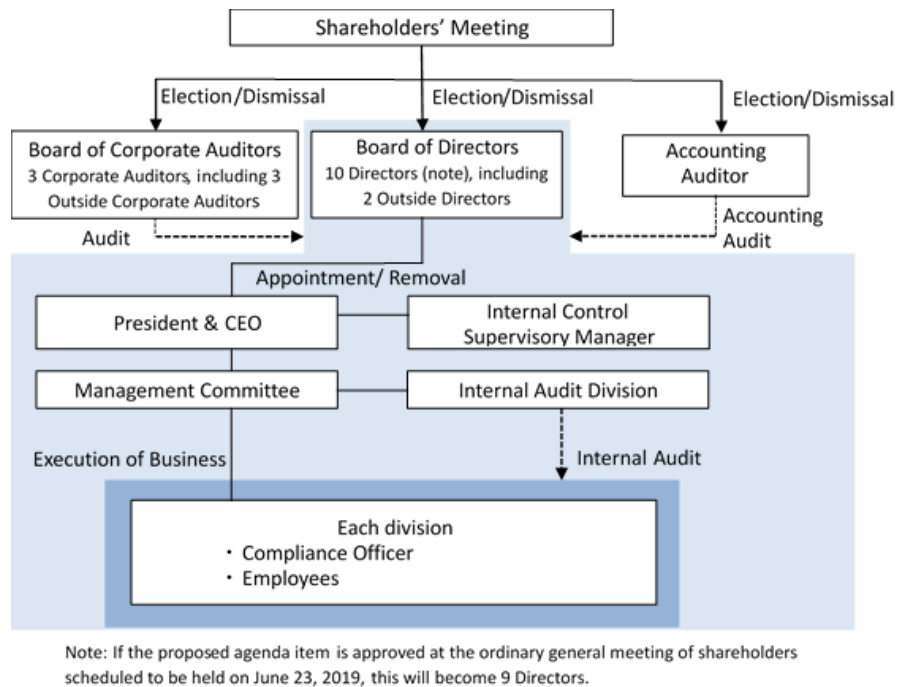 Shareholders' Meeting
Election/Dismissal
Election/Dismissal
Election/Dismissal
Board of Corporate Auditors
3 Corporate Auditors, including 3
Outside Corporate Auditors
Board of Directors
10 Directors (note), including
2 Outside Directors
Accounting
Auditor
Audit
Accounting
Audit
Appointment/ Removal
President & CEO
Internal Control
Supervisory Manager
Management Committee
Internal Audit Division
Execution of Business
Internal Audit
Each division
・ Compliance Officer
・ Employees
Note: If the proposed agenda item is approved at the ordinary general meeting of shareholders
scheduled to be held on June 23, 2019, this will become 9 Directors.